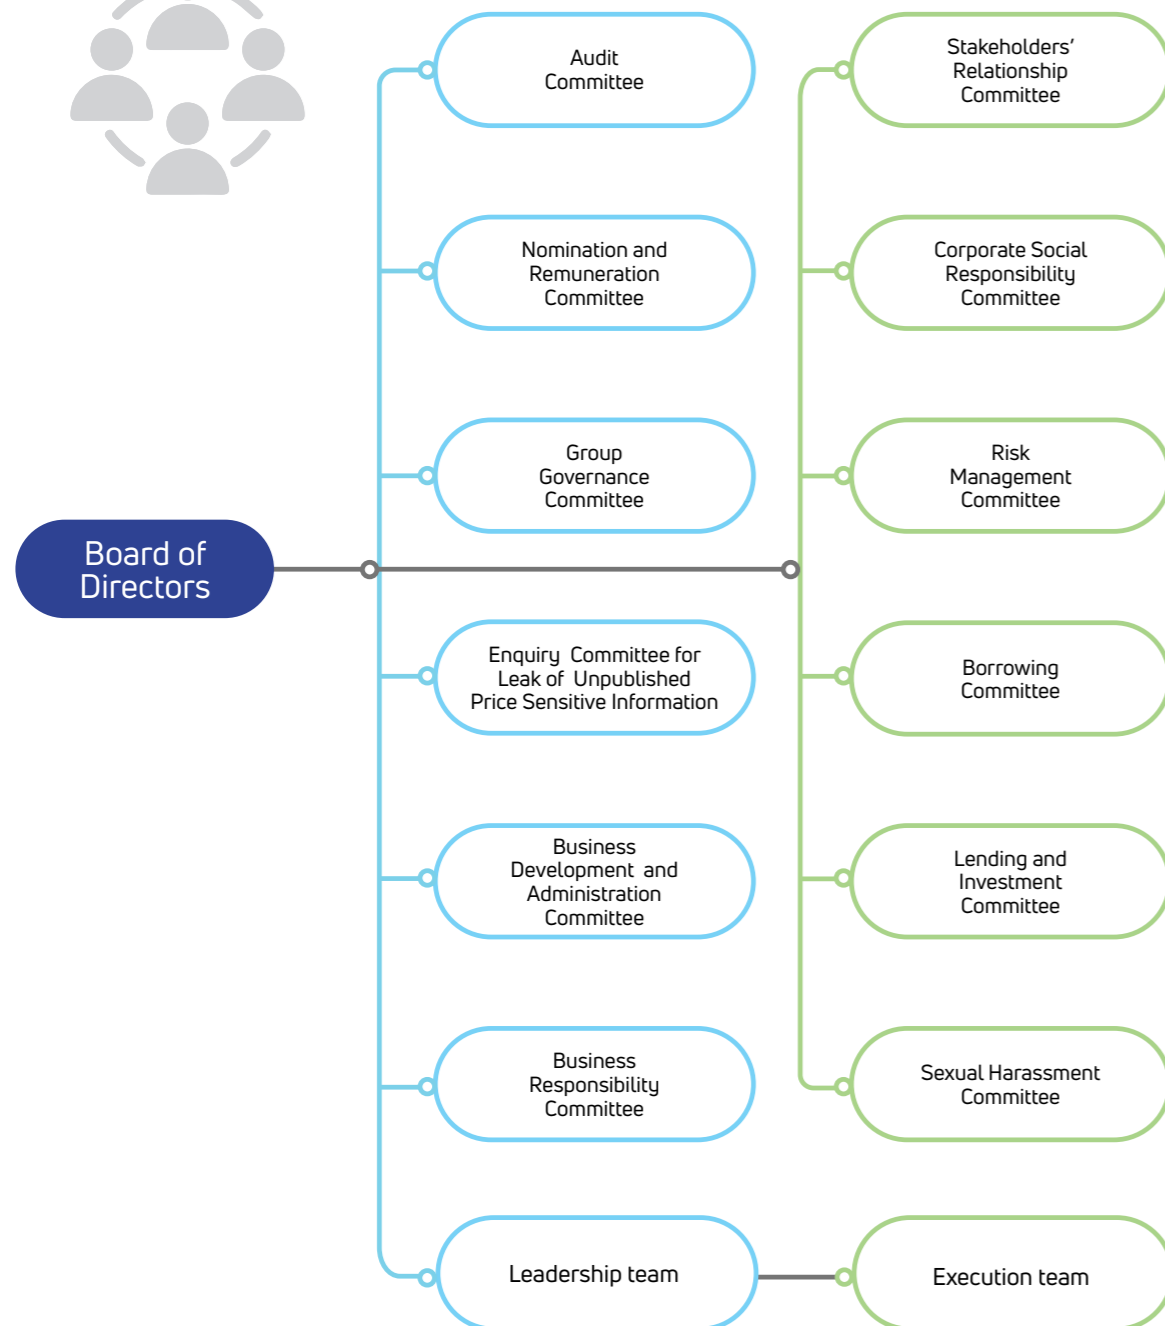 Board of
Directors
Audit
Committee
Nomination and
Remuneration
Committee
Group
Governance
Committee
Enquiry Committee for
Leak of Unpublished
Price Sensitive Information
Business
Development and
Administration
Committee
Business
Responsibility
Committee
Leadership team
Stakeholders'
Relationship
Committee
Corporate Social
Responsibility
Committee
Risk
Management
Committee
Borrowing
Committee
Lending and
Investment
Committee
Sexual Harassment
Committee
Execution team